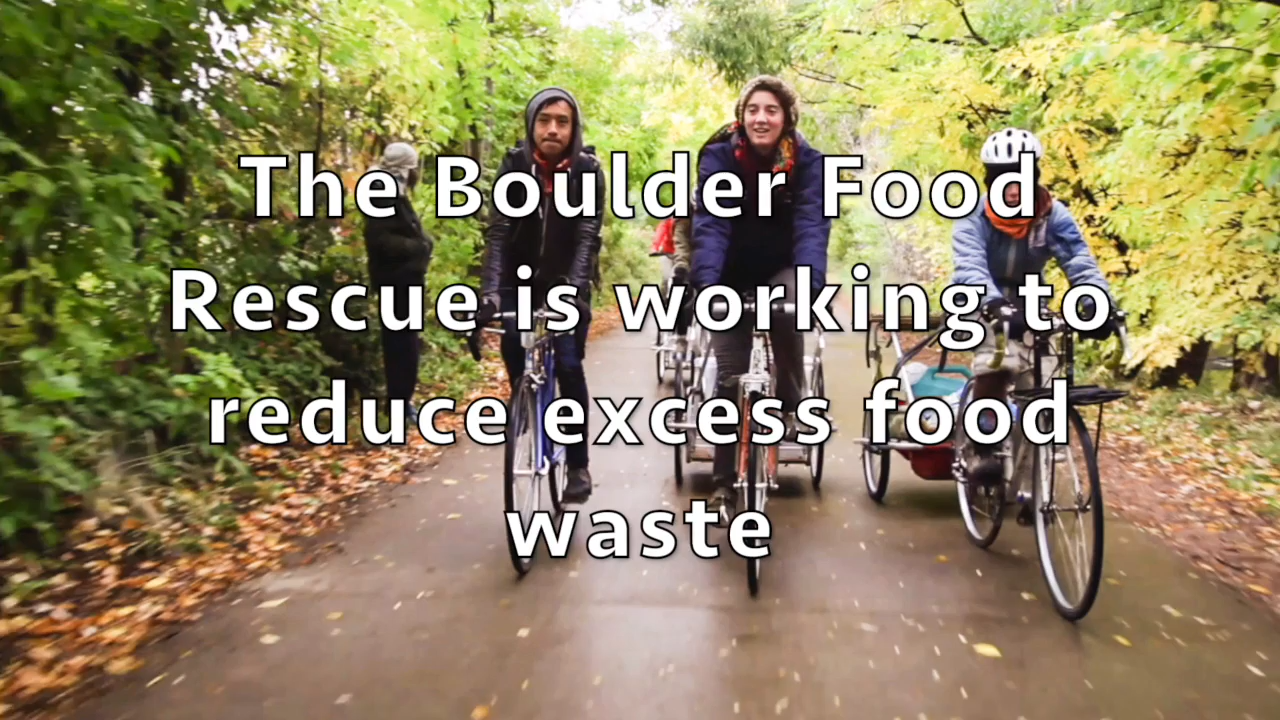 The Boulder Food
Rescue is working to
reduce excess food
waste